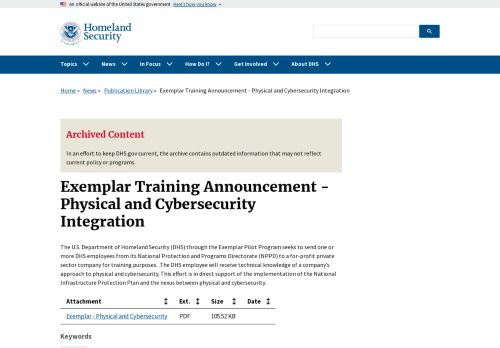 An official website of the United States government Here's how you know
Homeland
Security
Topics News In Focus How Do I? Get Involved About DHS
Home » News » Publication Library » Exemplar Training Announcement - Physical and Cybersecurity Integration
Archived Content
In an effort to keep DHS.gov current, the archive contains outdated information that may not reflect
current policy or programs.
Exemplar Training Announcement -
Physical and Cybersecurity
Integration
The U.S. Department of Homeland Security (DHS) through the Exemplar Pilot Program seeks to send one or
more DHS employees from its National Protection and Programs Directorate (NPPD) to a for-profit private
sector company for training purposes. The DHS employee will receive technical knowledge of a company's
approach to physical and cybersecurity. This effort is in direct support of the implementation of the National
Infrastructure Protection Plan and the nexus between physical and cybersecurity.
Attachment Ext. Size Date
Exemplar - Physical and Cybersecurity PDF 105.52 KB
Keywords